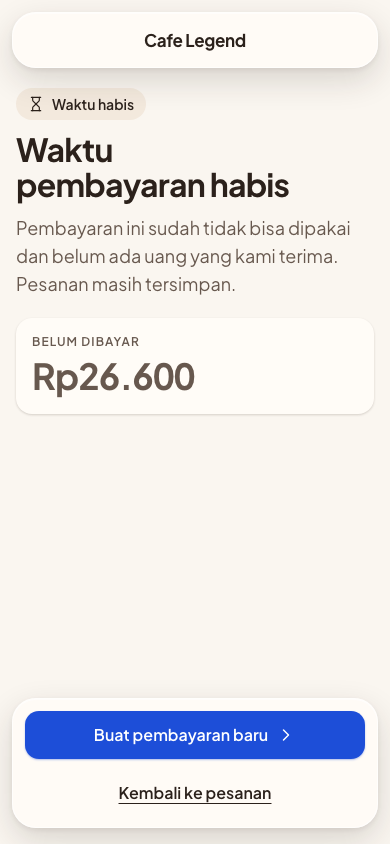 Cafe Legend
Waktu habis
Waktu
pembayaran habis
Pembayaran ini sudah tidak bisa dipakai
dan belum ada uang yang kami terima.
Pesanan masih tersimpan.
BELUM DIBAYAR
Rp26.600
Buat pembayaran baru
Kembali ke pesanan